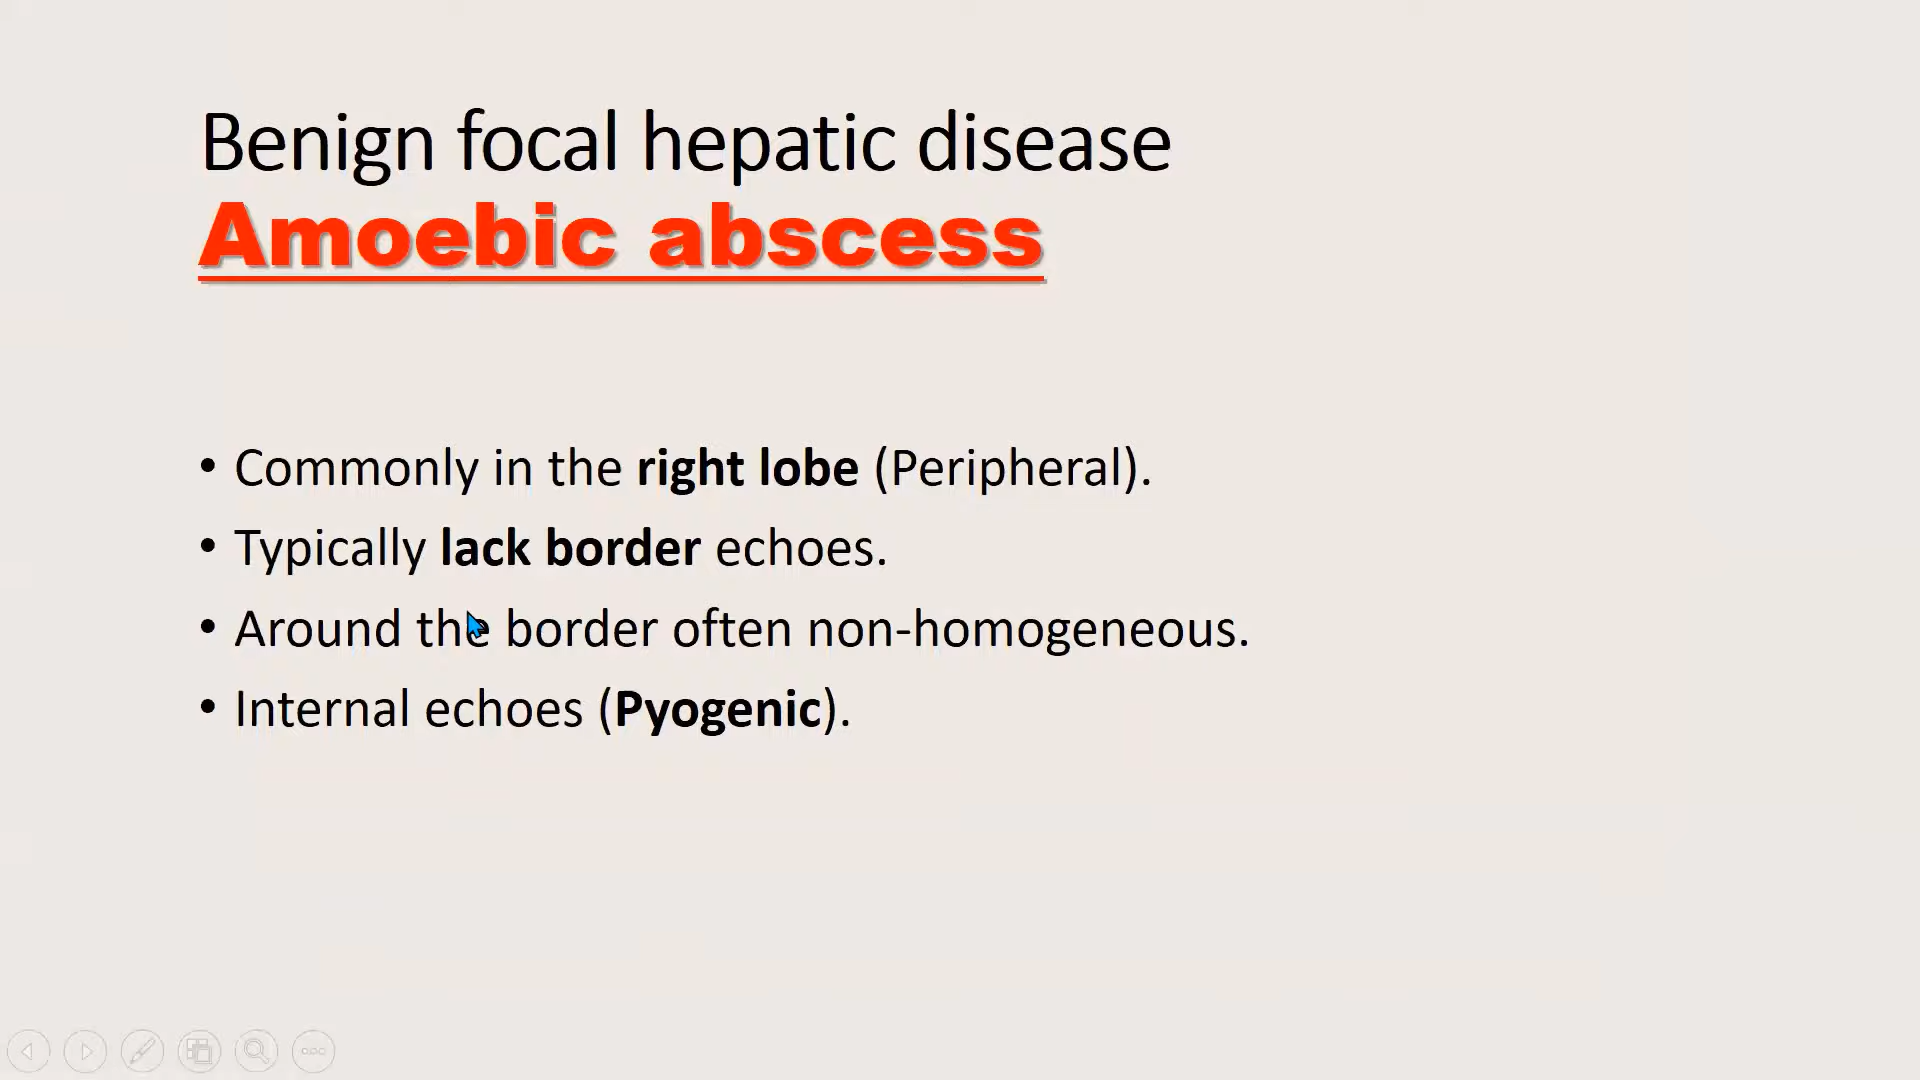 Benign focal hepatic disease
Amoebic abscess
• Commonly in the right lobe (Peripheral).
• Typically lack border echoes.
• Around the border often non-homogeneous.
• Internal echoes (Pyogenic).